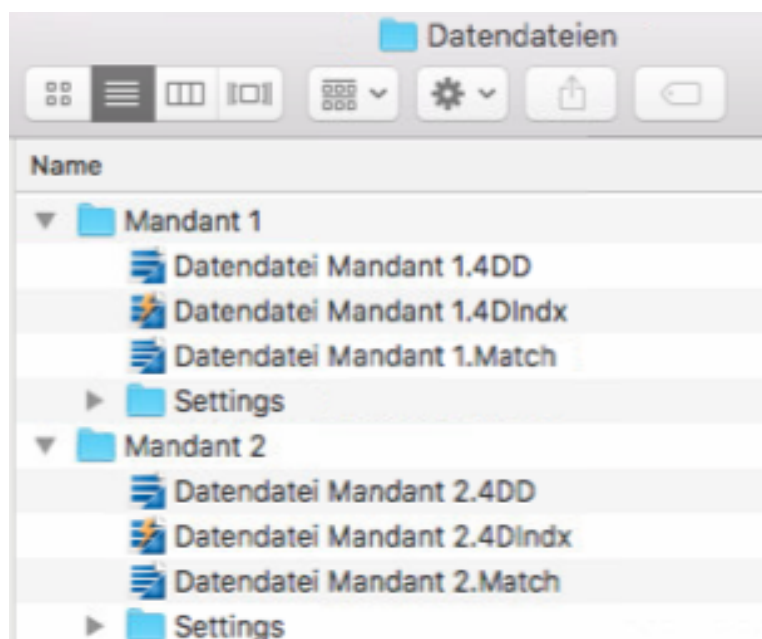 Datendateien
Name
Mandant 1
Datendatei Mandant 1.4DD
Datendatei Mandant 1.4DIndx
Datendatei Mandant 1.Match
Settings
Mandant 2
Datendatei Mandant 2.4DD
Datendatei Mandant 2.4DIndx
Datendatei Mandant 2.Match
Settings